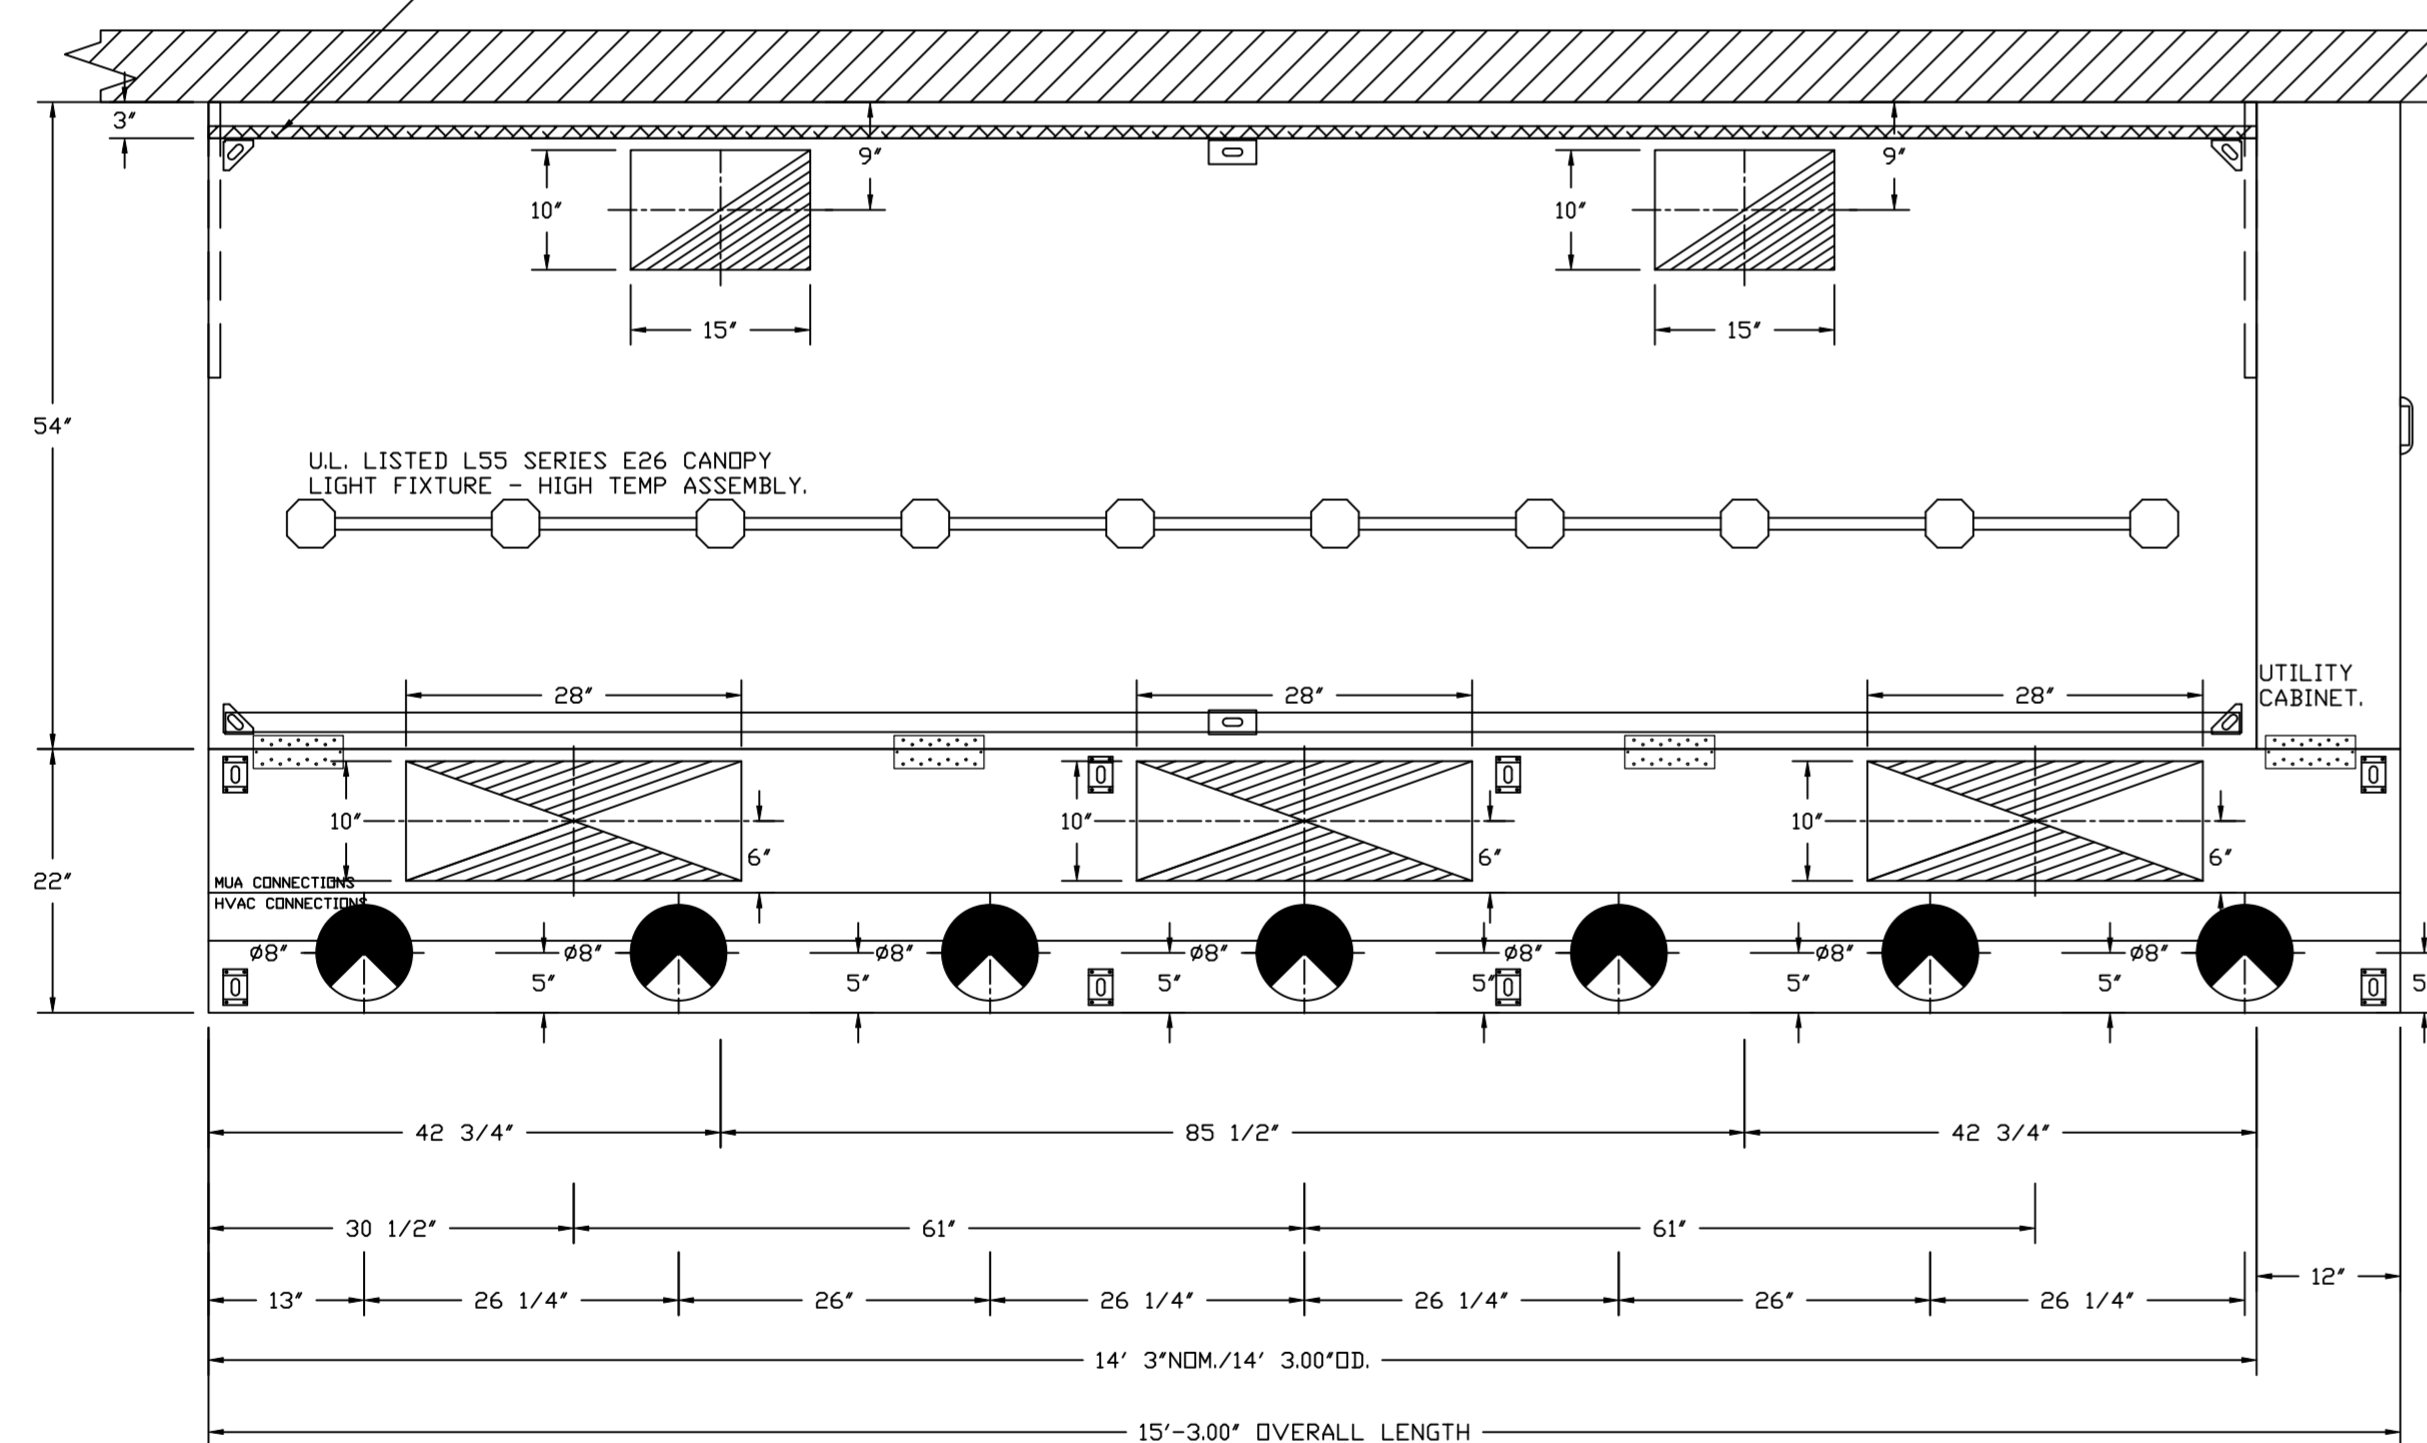 3″
9″
9″
10″
10″
15″
15″
54″
U.L. LISTED L55 SERIES E26 CANOPY
LIGHT FIXTURE - HIGH TEMP ASSEMBLY.
UTILITY
CABINET.
28″
28″
28″
10″
10″
10″
6″
6″
6″
22″
MUA CONNECTIONS
HVAC CONNECTIONS
ø8″
ø8″
ø8″
ø8″
ø8″
ø8″
ø8″
5″
5″
5″
5″
5″
5″
5
42 3/4″
85 1/2″
42 3/4″
30 1/2″
61″
61″
12″
13″
26 1/4″
26″
26 1/4″
26 1/4″
26″
26 1/4″
14′ 3″NOM./14′ 3.00″OD.
15′-3.00″ OVERALL LENGTH